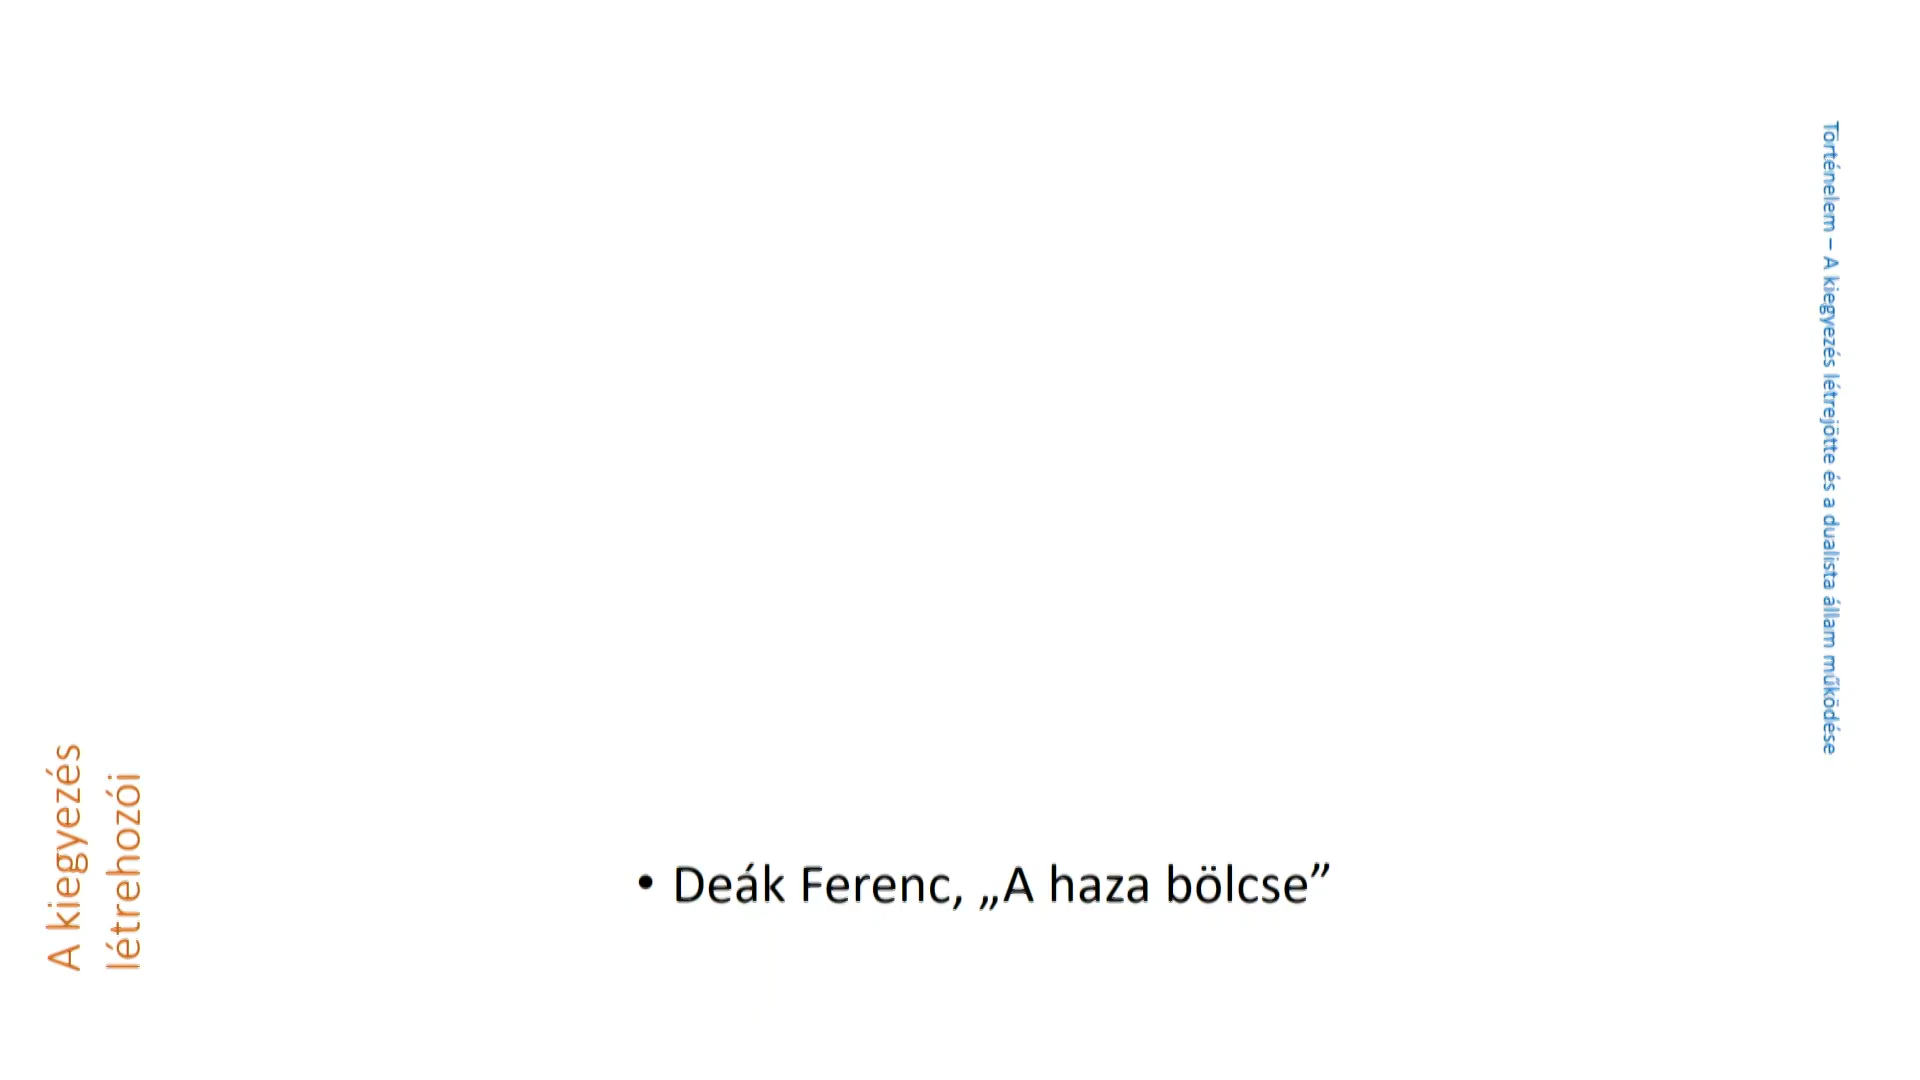 Történelem – A kiegyezés létrejötte és a dualista állam működése
A kiegyezés
létrehozói
• Deák Ferenc, „A haza bölcse”